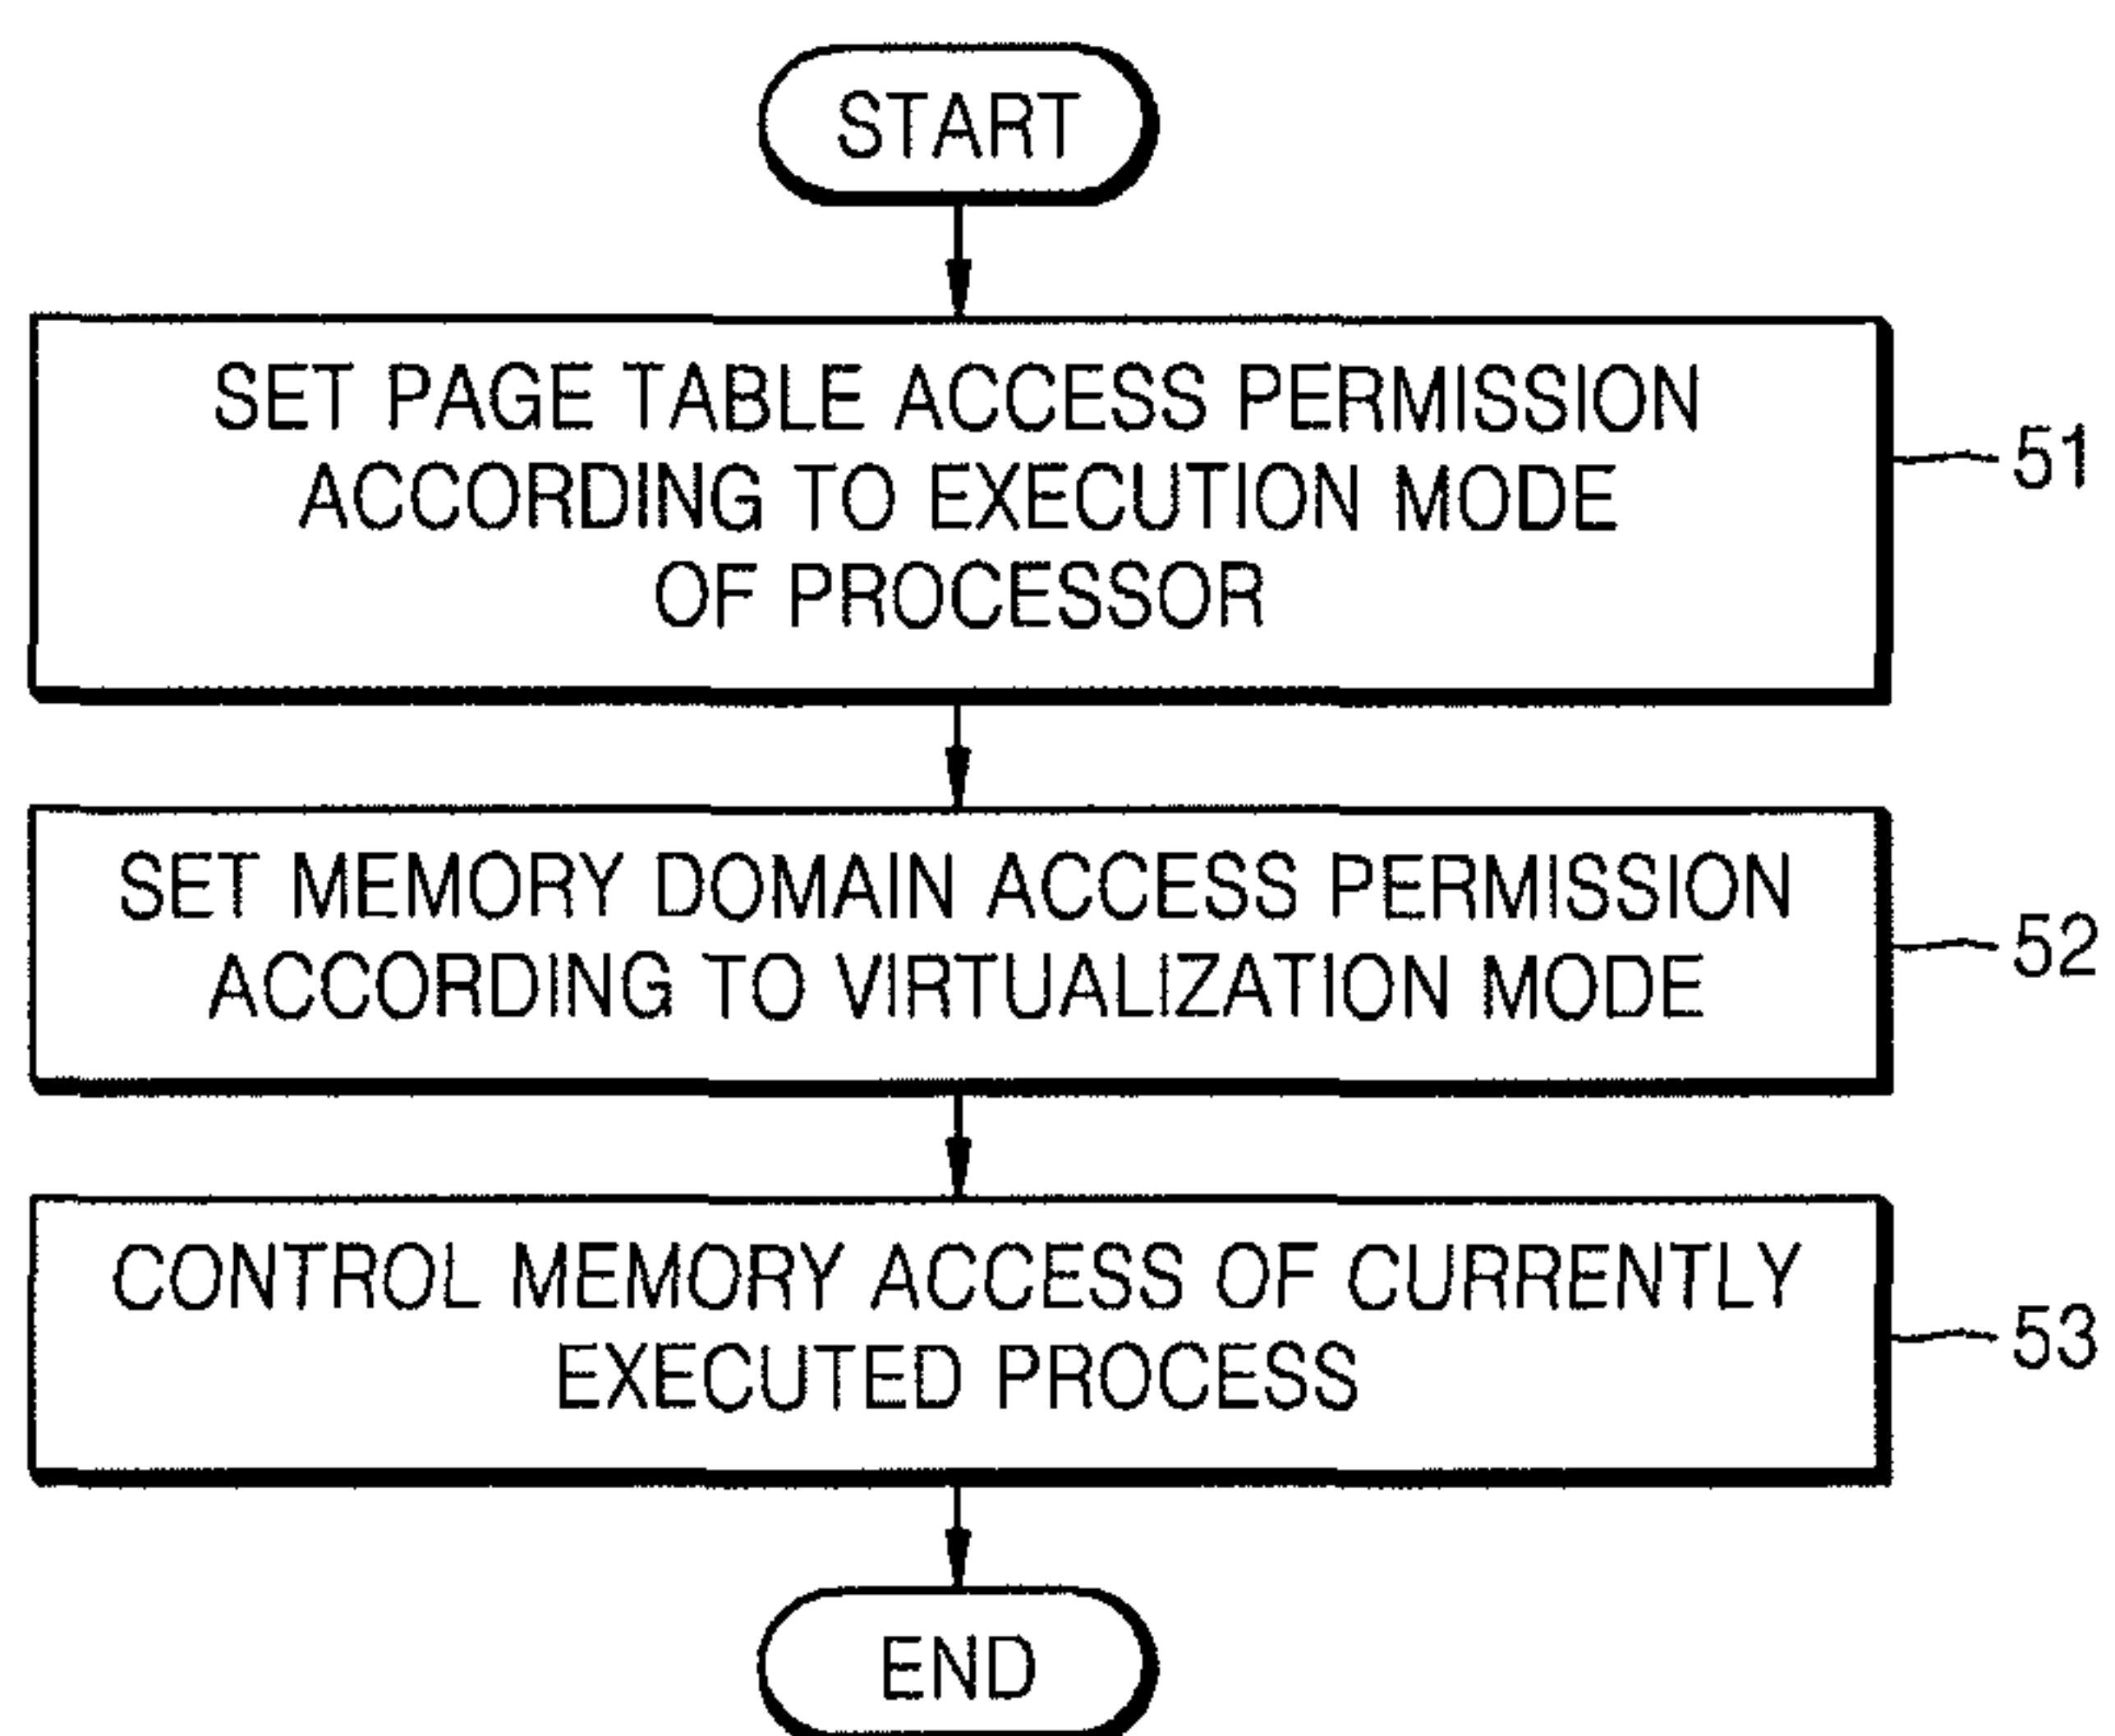 START
SET PAGE TABLE ACCESS PERMISSION
ACCORDING TO EXECUTION MODE
OF PROCESSOR
51
SET MEMORY DOMAIN ACCESS PERMISSION
ACCORDING TO VIRTUALIZATION MODE
52
CONTROL MEMORY ACCESS OF CURRENTLY
EXECUTED PROCESS
53
END